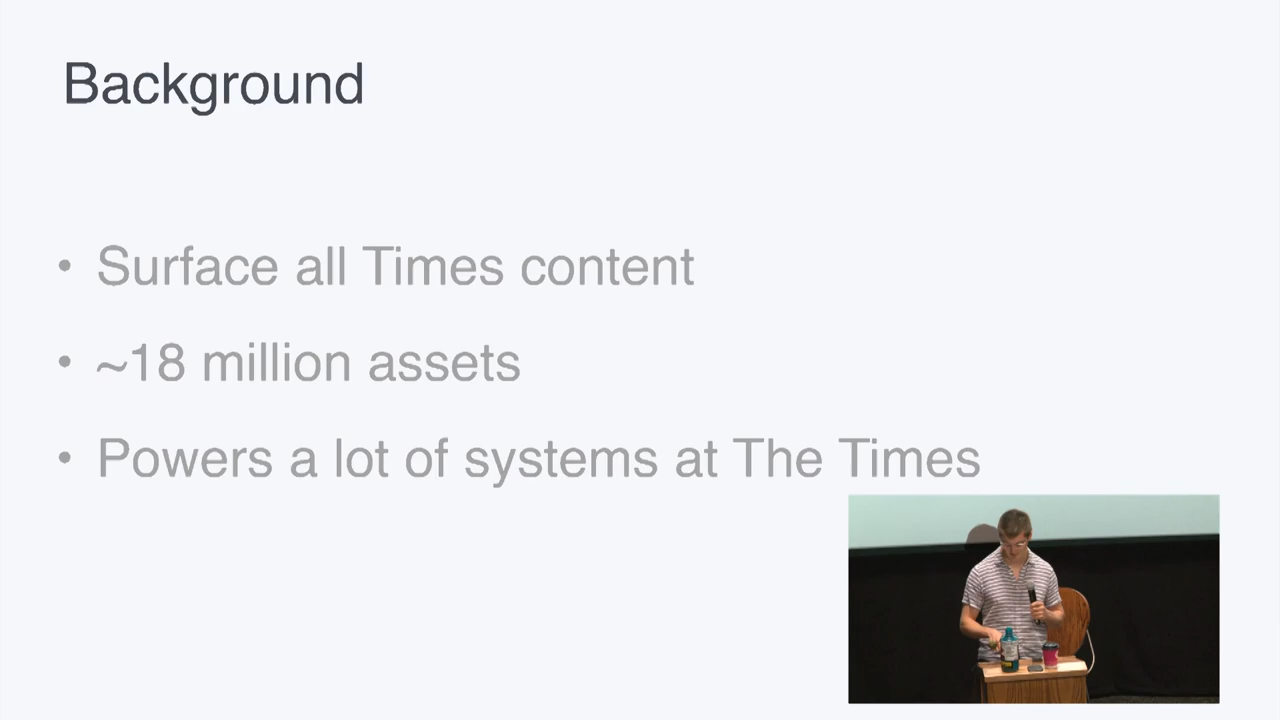 Background
• Surface all Times content
• ~18 million assets
• Powers a lot of systems at The Times